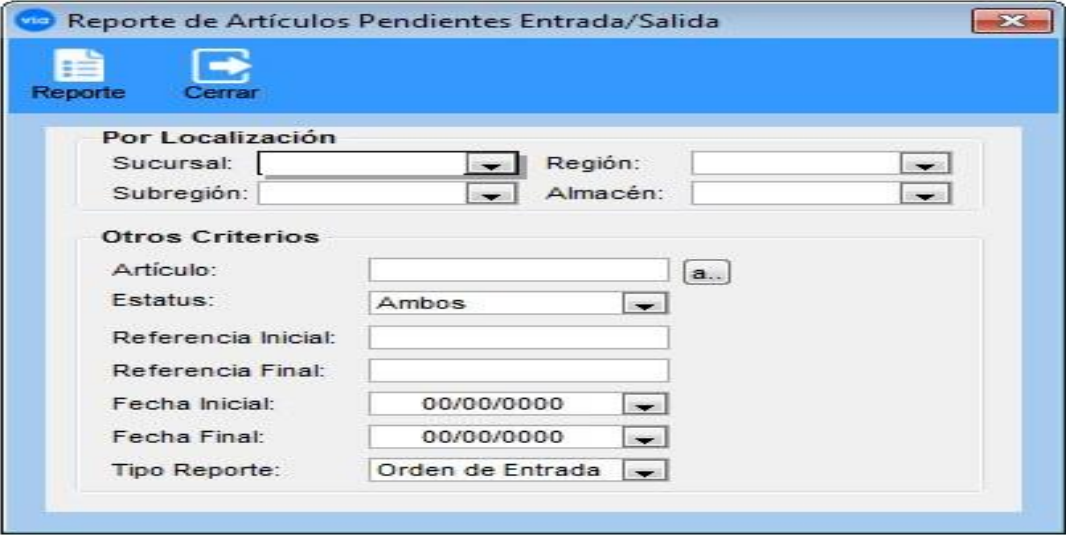 via Reporte de Artículos Pendientes Entrada/Salida
Reporte Cerrar
Por Localización
Sucursal: Región:
Subregión: Almacén:
Otros Criterios
Artículo: a..
Estatus: Ambos
Referencia Inicial:
Referencia Final:
Fecha Inicial: 00/00/0000
Fecha Final: 00/00/0000
Tipo Reporte: Orden de Entrada